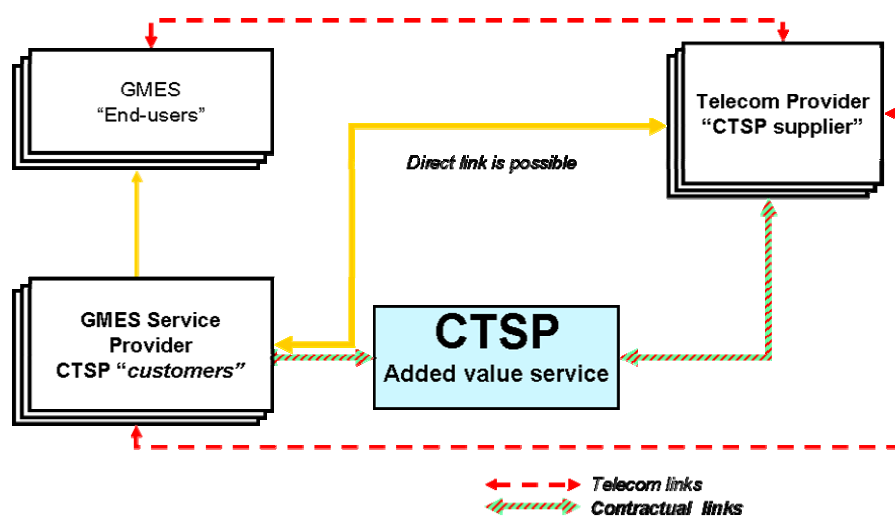 GMES
“End-users”
Telecom Provider
“CTSP supplier”
Direct link is possible
GMES Service
Provider
CTSP “customers”
CTSP
Added value service
Telecom links
Contractual links